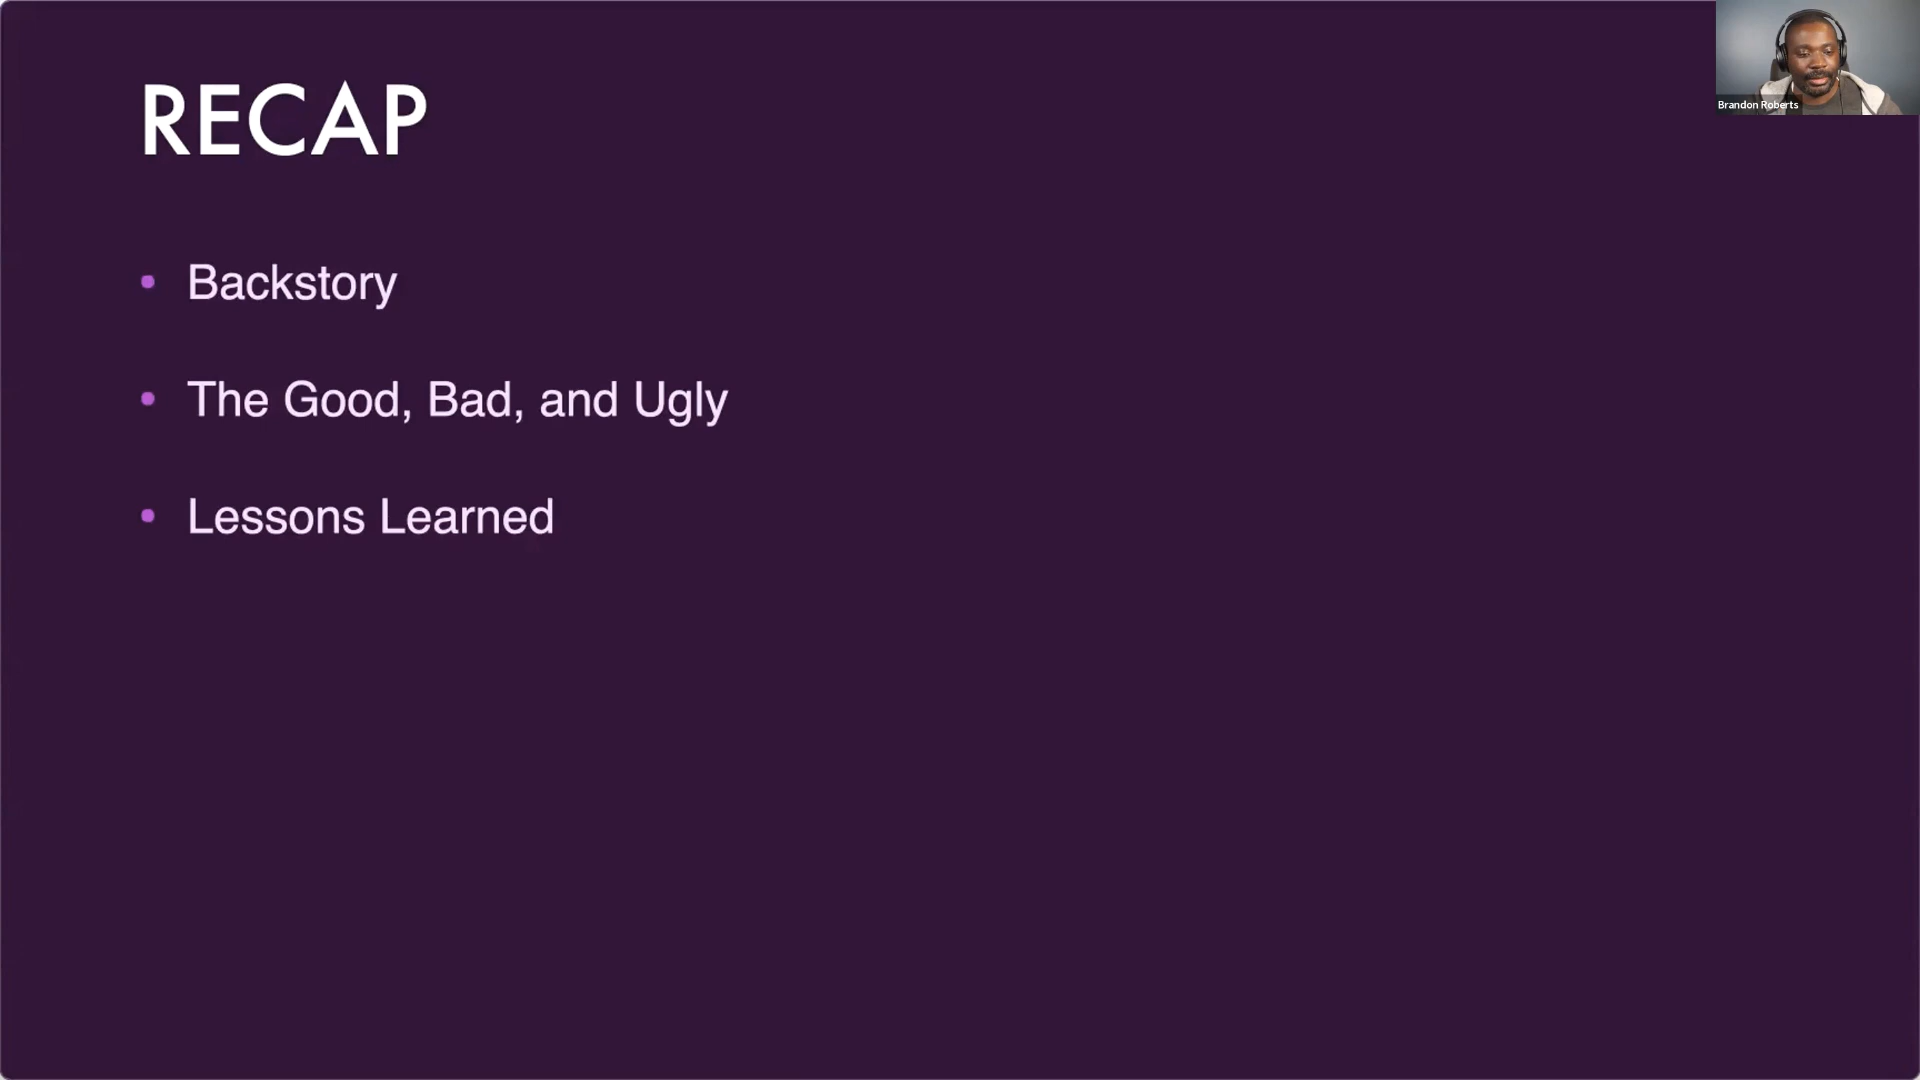 RECAP
Brandon Roberts
Backstory
The Good, Bad, and Ugly
Lessons Learned